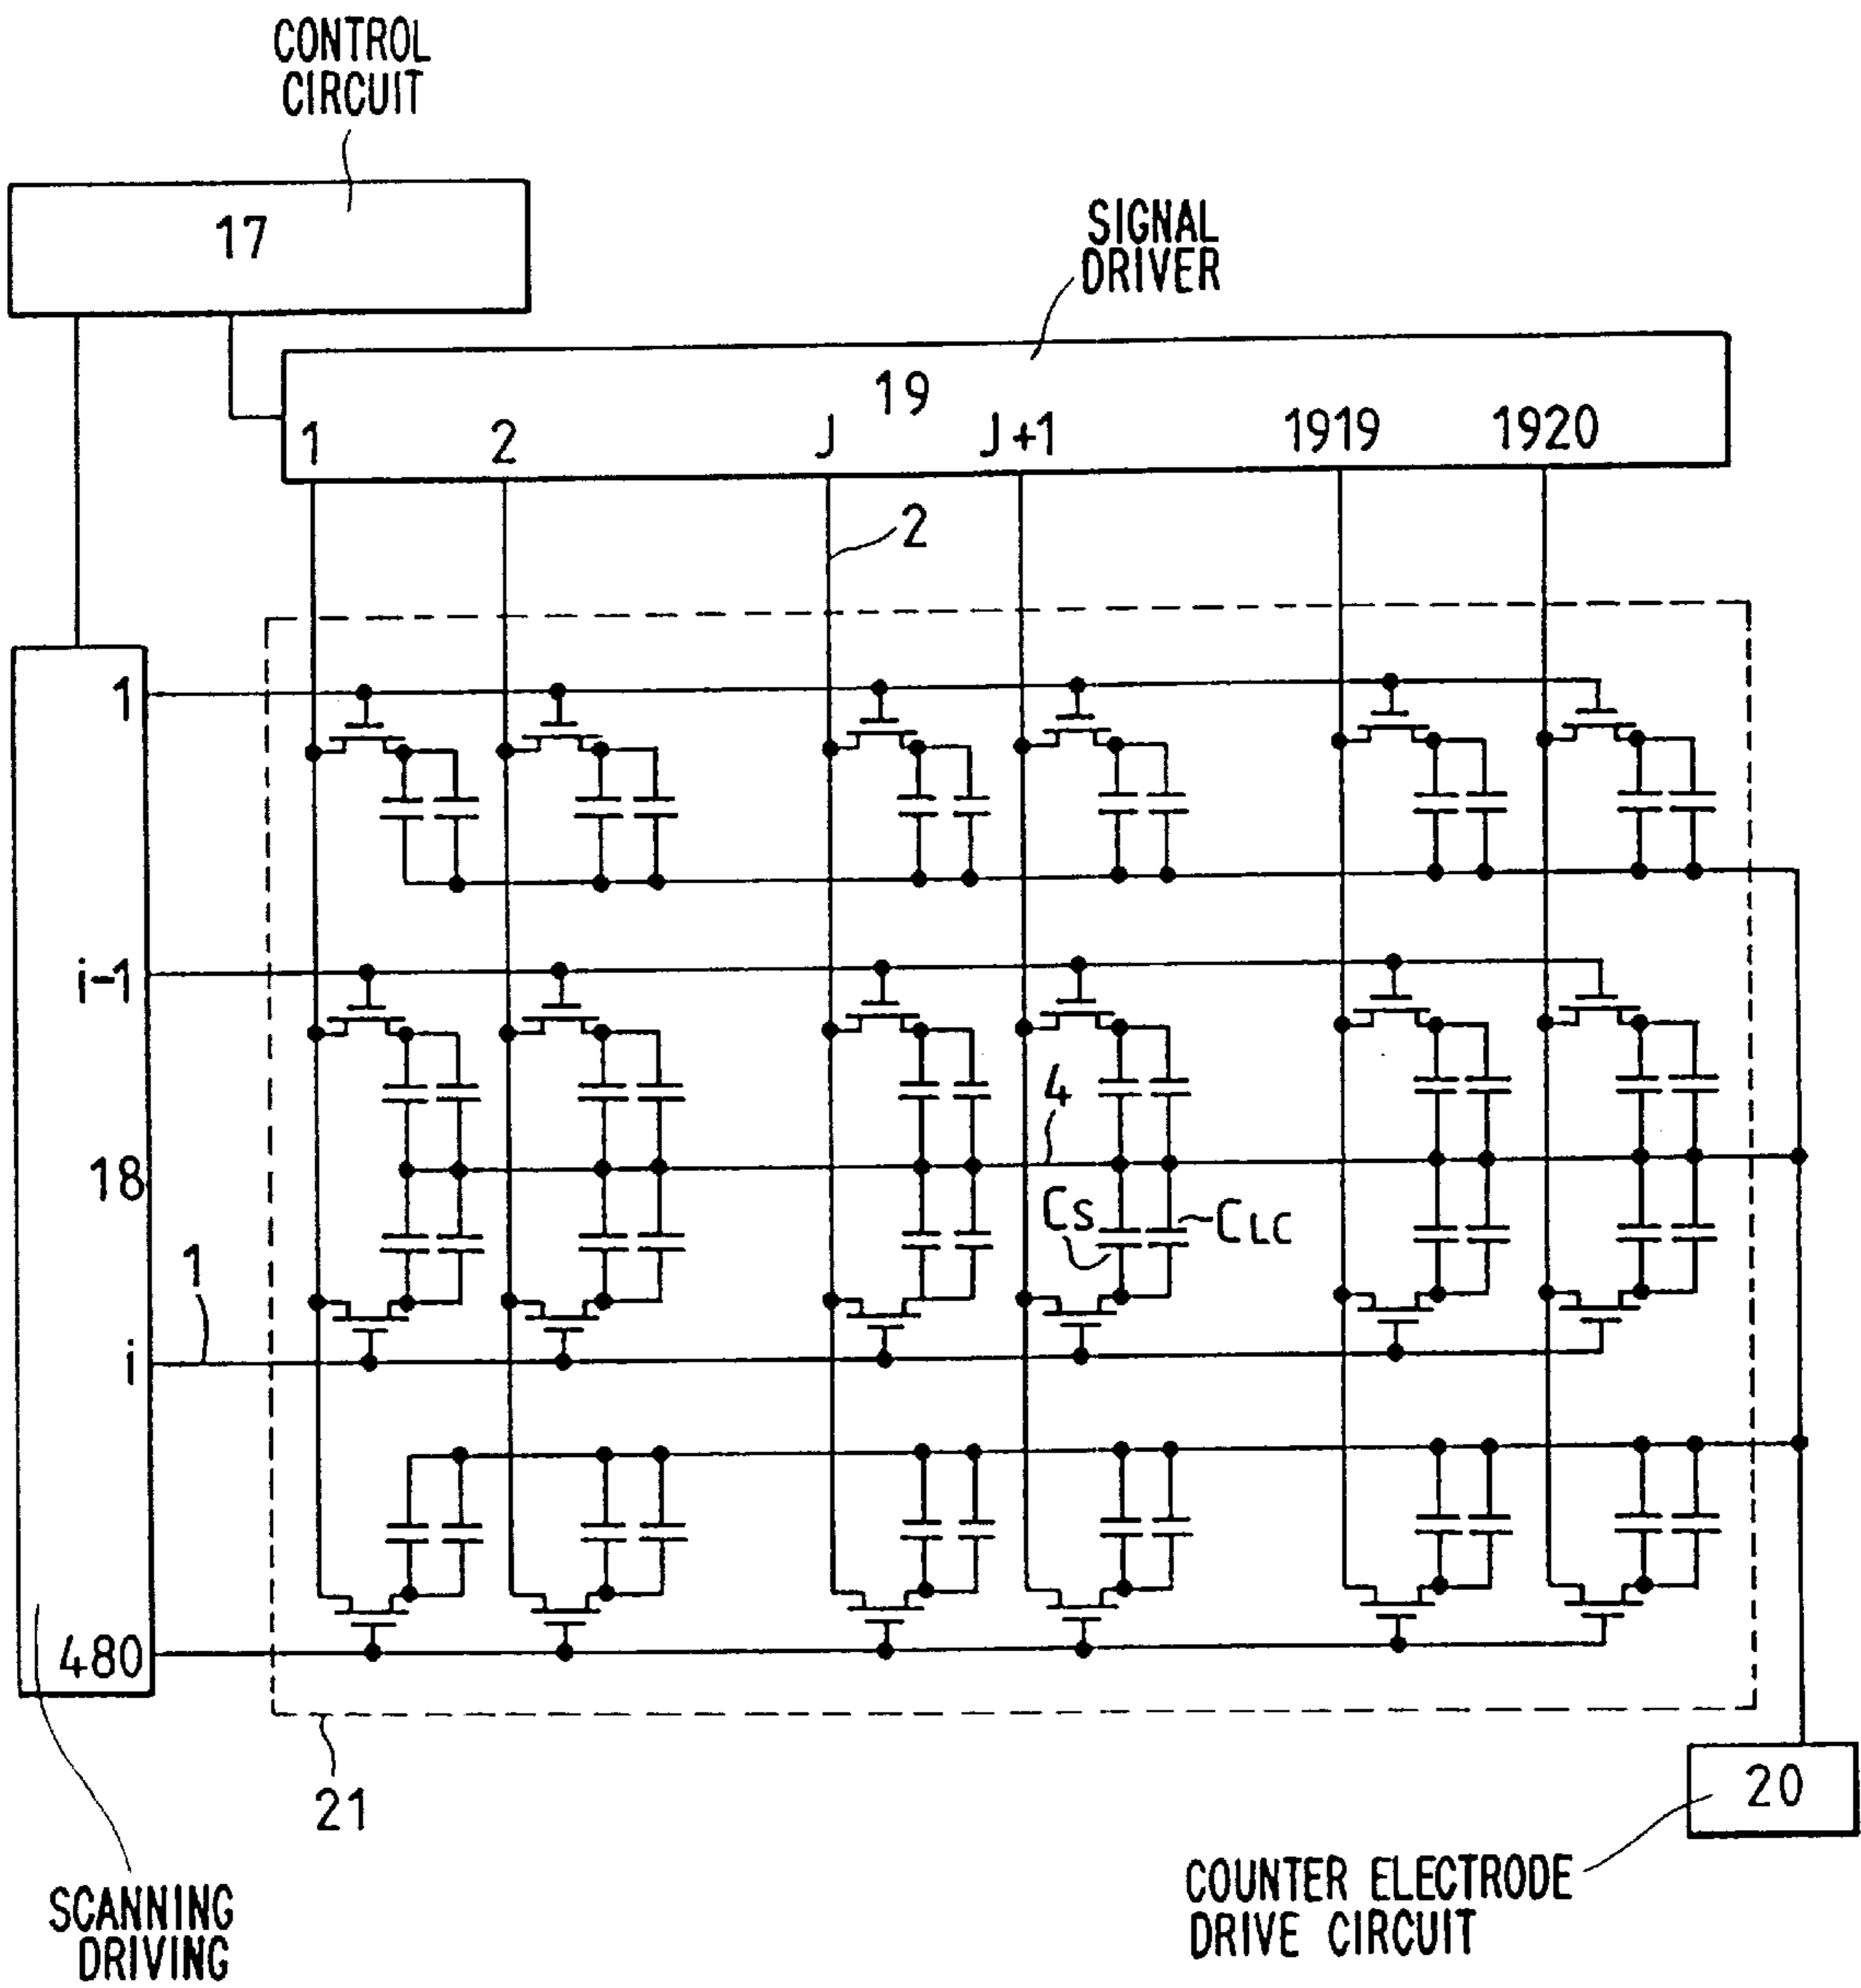 CONTROL
CIRCUIT
17
SIGNAL
DRIVER
19
1 2 J J+1 1919 1920
2
1
i-1
4
18
Cs CLC
1
i
480
21
20
SCANNING
DRIVING
COUNTER ELECTRODE
DRIVE CIRCUIT